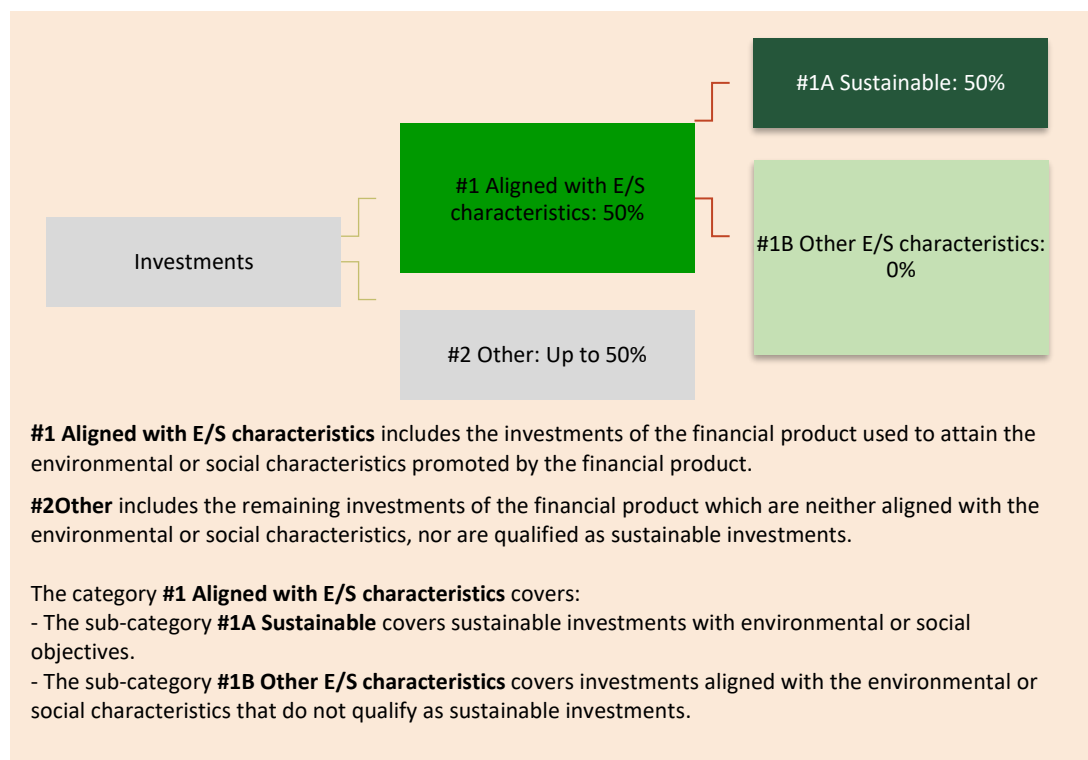 #1A Sustainable: 50%
#1 Aligned with E/S
characteristics: 50%
#1B Other E/S characteristics:
0%
Investments
#2 Other: Up to 50%
#1 Aligned with E/S characteristics includes the investments of the financial product used to attain the
environmental or social characteristics promoted by the financial product.
#2Other includes the remaining investments of the financial product which are neither aligned with the
environmental or social characteristics, nor are qualified as sustainable investments.
The category #1 Aligned with E/S characteristics covers:
- The sub-category #1A Sustainable covers sustainable investments with environmental or social
objectives.
- The sub-category #1B Other E/S characteristics covers investments aligned with the environmental or
social characteristics that do not qualify as sustainable investments.